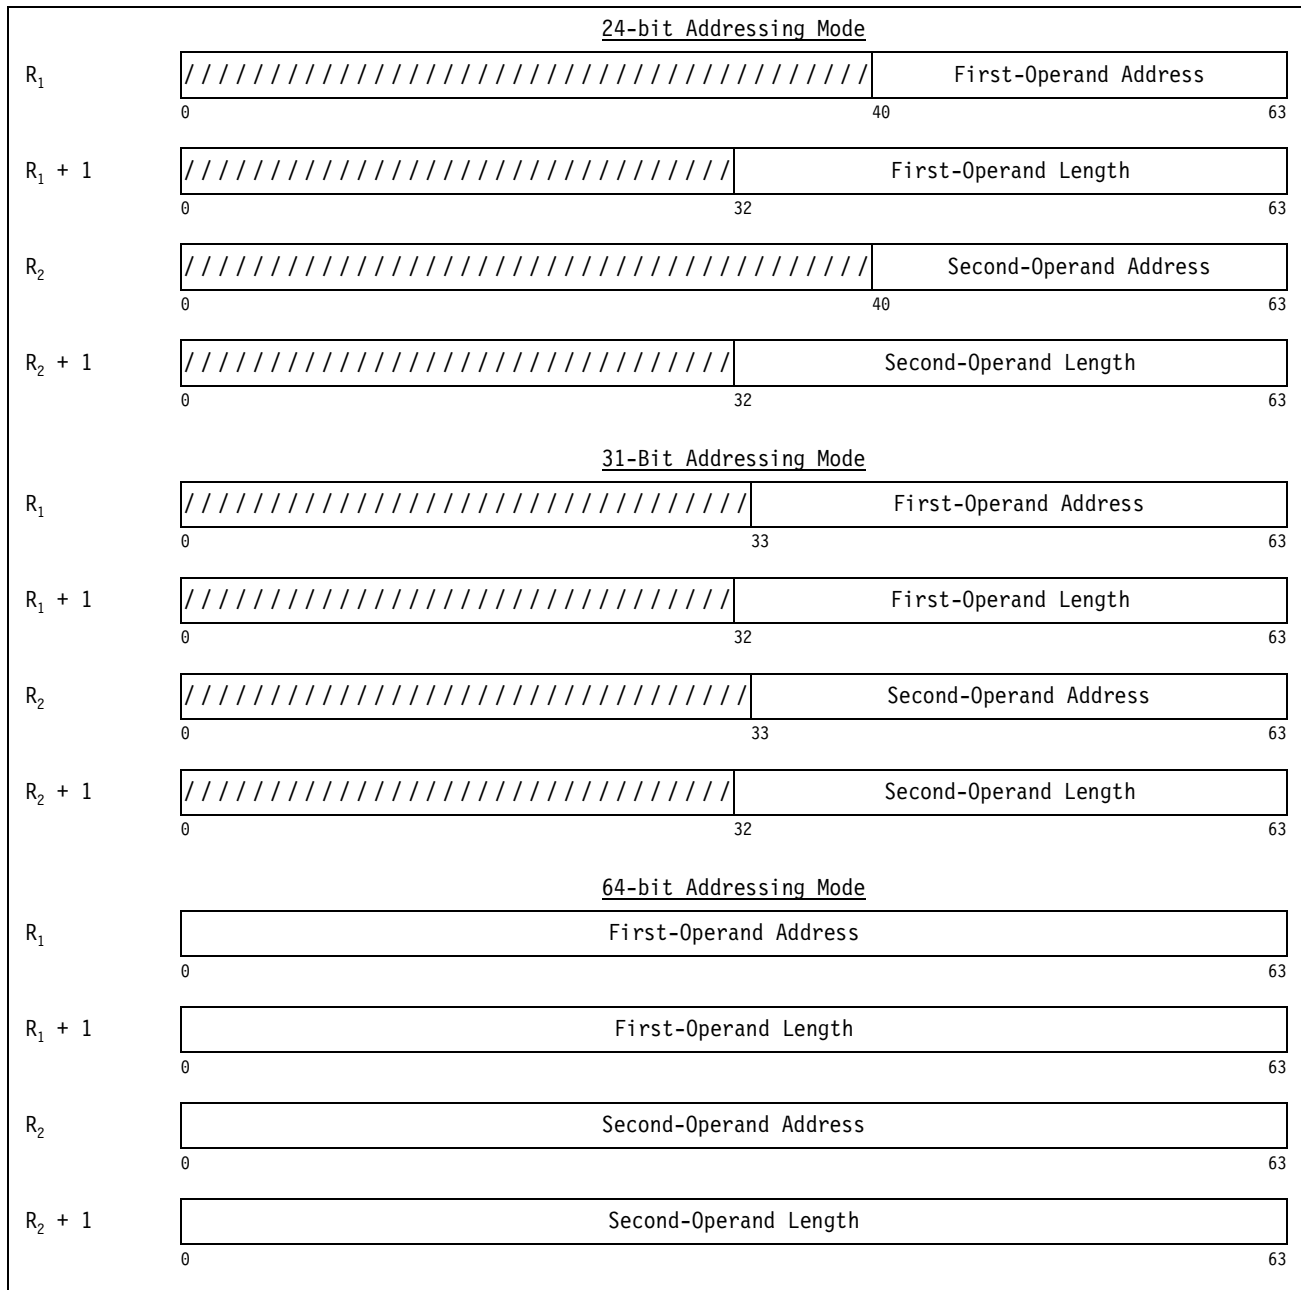 24-bit Addressing Mode
R₁ //////////////////////////////////////// First-Operand Address
0 40 63
R₁ + 1 //////////////////////////////// First-Operand Length
0 32 63
R₂ //////////////////////////////////////// Second-Operand Address
0 40 63
R₂ + 1 //////////////////////////////// Second-Operand Length
0 32 63
31-Bit Addressing Mode
R₁ ///////////////////////////////// First-Operand Address
0 33 63
R₁ + 1 //////////////////////////////// First-Operand Length
0 32 63
R₂ ///////////////////////////////// Second-Operand Address
0 33 63
R₂ + 1 //////////////////////////////// Second-Operand Length
0 32 63
64-bit Addressing Mode
R₁ First-Operand Address
0 63
R₁ + 1 First-Operand Length
0 63
R₂ Second-Operand Address
0 63
R₂ + 1 Second-Operand Length
0 63